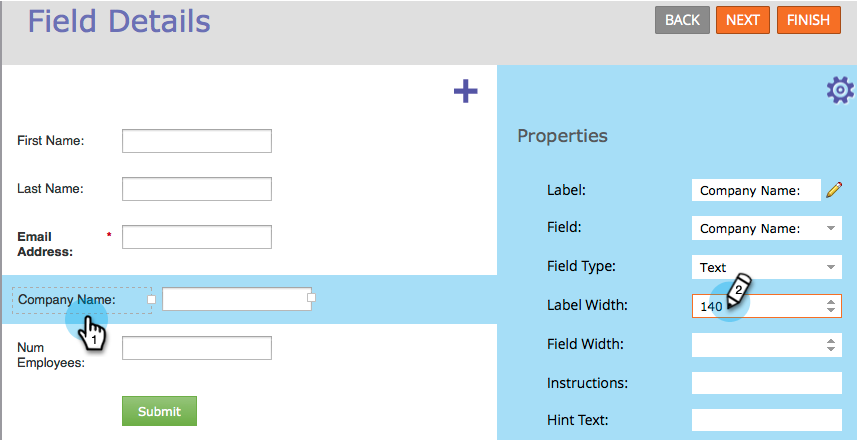 Field Details
BACK
NEXT
FINISH
First Name:
Last Name:
Email *
Address:
Company Name:
1
Num
Employees:
Submit
Properties
Label: Company Name:
Field: Company Name:
Field Type: Text
Label Width: 140
2
Field Width:
Instructions:
Hint Text: